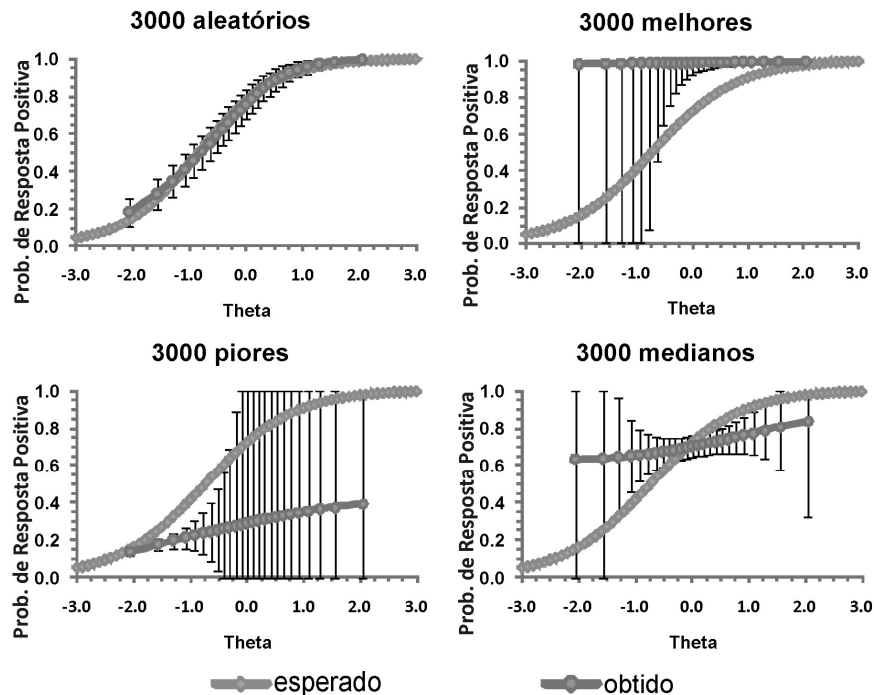 3000 aleatórios
Prob. de Resposta Positiva
1.0
0.8
0.6
0.4
0.2
0.0
-3.0 -2.0 -1.0 0.0 1.0 2.0 3.0
Theta
3000 melhores
Prob. de Resposta Positiva
1.0
0.8
0.6
0.4
0.2
0.0
-3.0 -2.0 -1.0 0.0 1.0 2.0 3.0
Theta
3000 piores
Prob. de Resposta Positiva
1.0
0.8
0.6
0.4
0.2
0.0
-3.0 -2.0 -1.0 0.0 1.0 2.0 3.0
Theta
3000 medianos
Prob. de Resposta Positiva
1.0
0.8
0.6
0.4
0.2
0.0
-3.0 -2.0 -1.0 0.0 1.0 2.0 3.0
Theta
esperado obtido